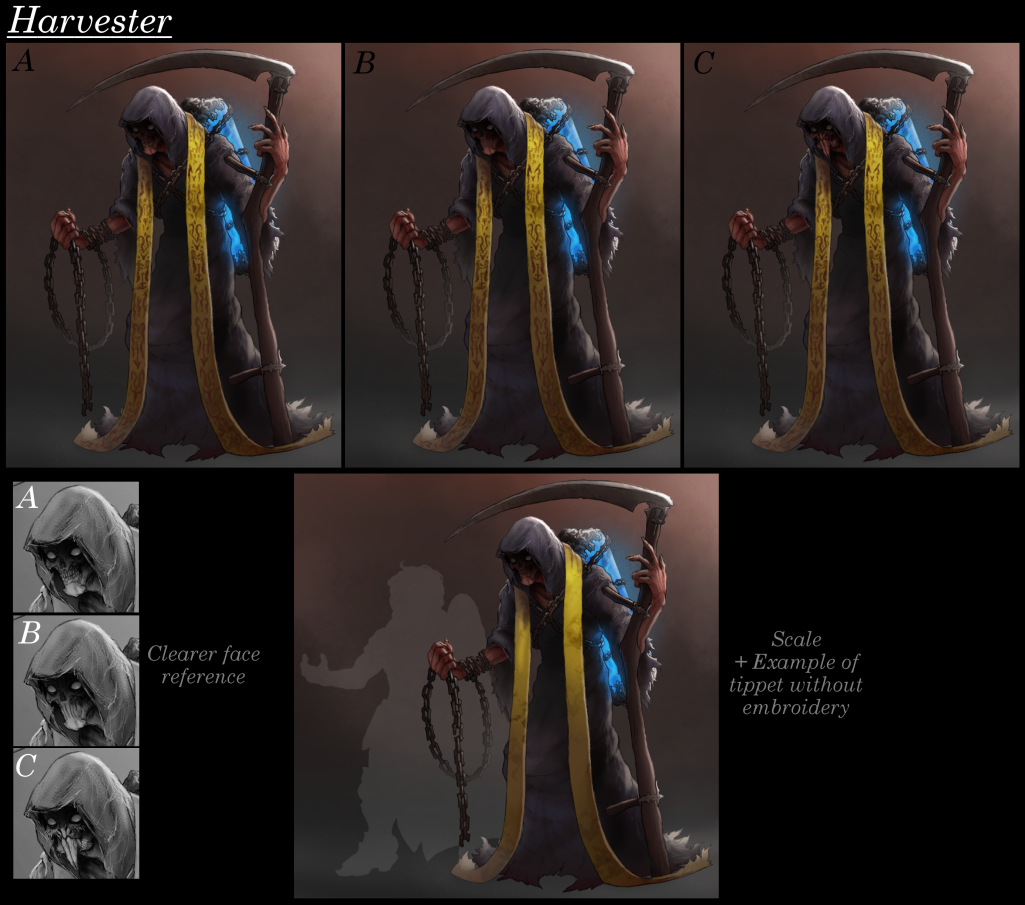 Harvester
A
B
C
A
B
Clearer face
reference
C
Scale
+ Example of
tippet without
embroidery